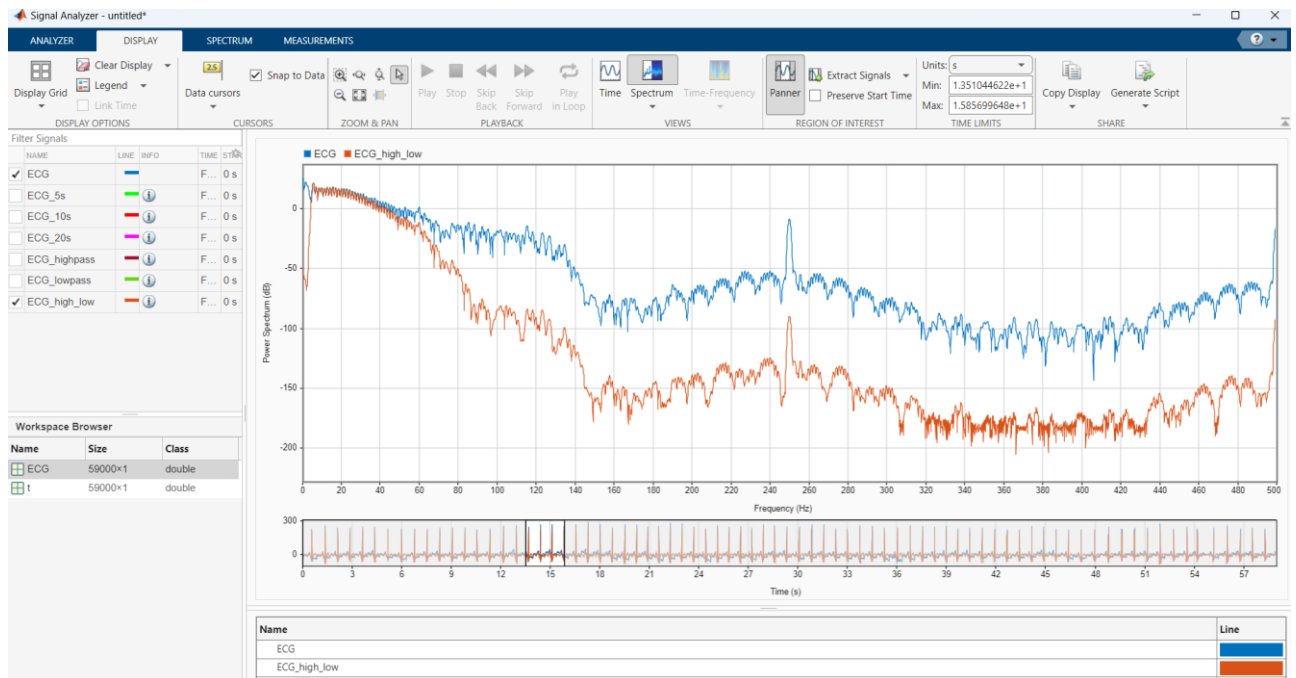 Signal Analyzer - untitled*
ANALYZER DISPLAY SPECTRUM MEASUREMENTS
Display Grid
Clear Display
Legend
Link Time
DISPLAY OPTIONS
Data cursors
Snap to Data
CURSORS
ZOOM & PAN
Play Stop Skip Back Skip Forward Play in Loop
PLAYBACK
Time Spectrum Time-Frequency
VIEWS
Panner
Extract Signals
Preserve Start Time
REGION OF INTEREST
Units: s
Min: 1.351044622e+1
Max: 1.585699648e+1
TIME LIMITS
Copy Display Generate Script
SHARE
Filter Signals
NAME LINE INFO TIME
ECG F... 0 s
ECG_5s F... 0 s
ECG_10s F... 0 s
ECG_20s F... 0 s
ECG_highpass F... 0 s
ECG_lowpass F... 0 s
ECG_high_low F... 0 s
Workspace Browser
Name Size Class
ECG 59000×1 double
t 59000×1 double
ECG ECG_high_low
Power Spectrum (dB)
0
-50
-100
-150
-200
0 20 40 60 80 100 120 140 160 180 200 220 240 260 280 300 320 340 360 380 400 420 440 460 480 500
Frequency (Hz)
300
0
0 3 6 9 12 15 18 21 24 27 30 33 36 39 42 45 48 51 54 57
Time (s)
Name Line
ECG
ECG_high_low